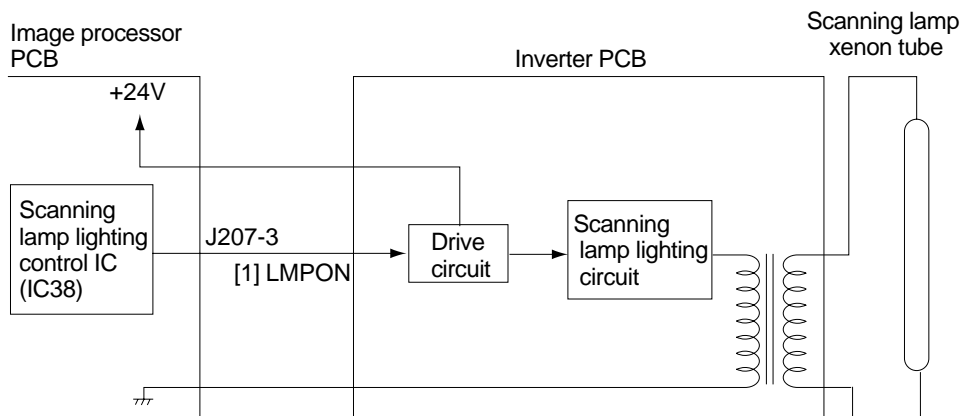 Image processor
PCB
+24V
Scanning
lamp lighting
control IC
(IC38)
J207-3
[1] LMPON
Inverter PCB
Drive
circuit
Scanning
lamp lighting
circuit
Scanning lamp
xenon tube